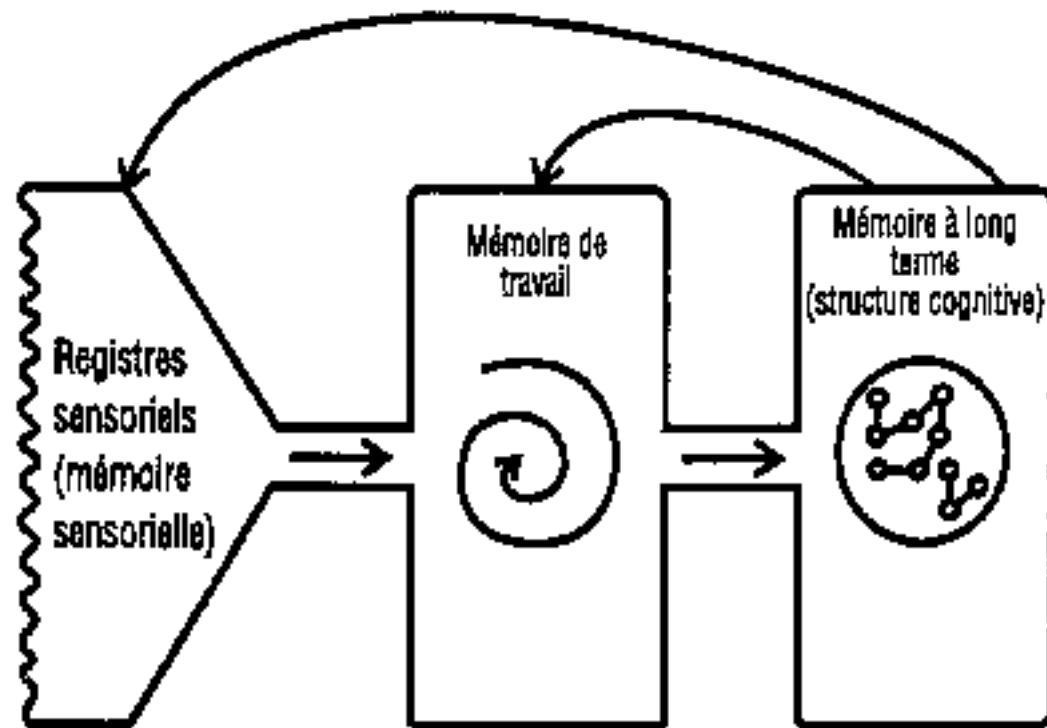 Registres
sensoriels
(mémoire
sensorielle)
Mémoire de
travail
Mémoire à long
terme
(structure cognitive)